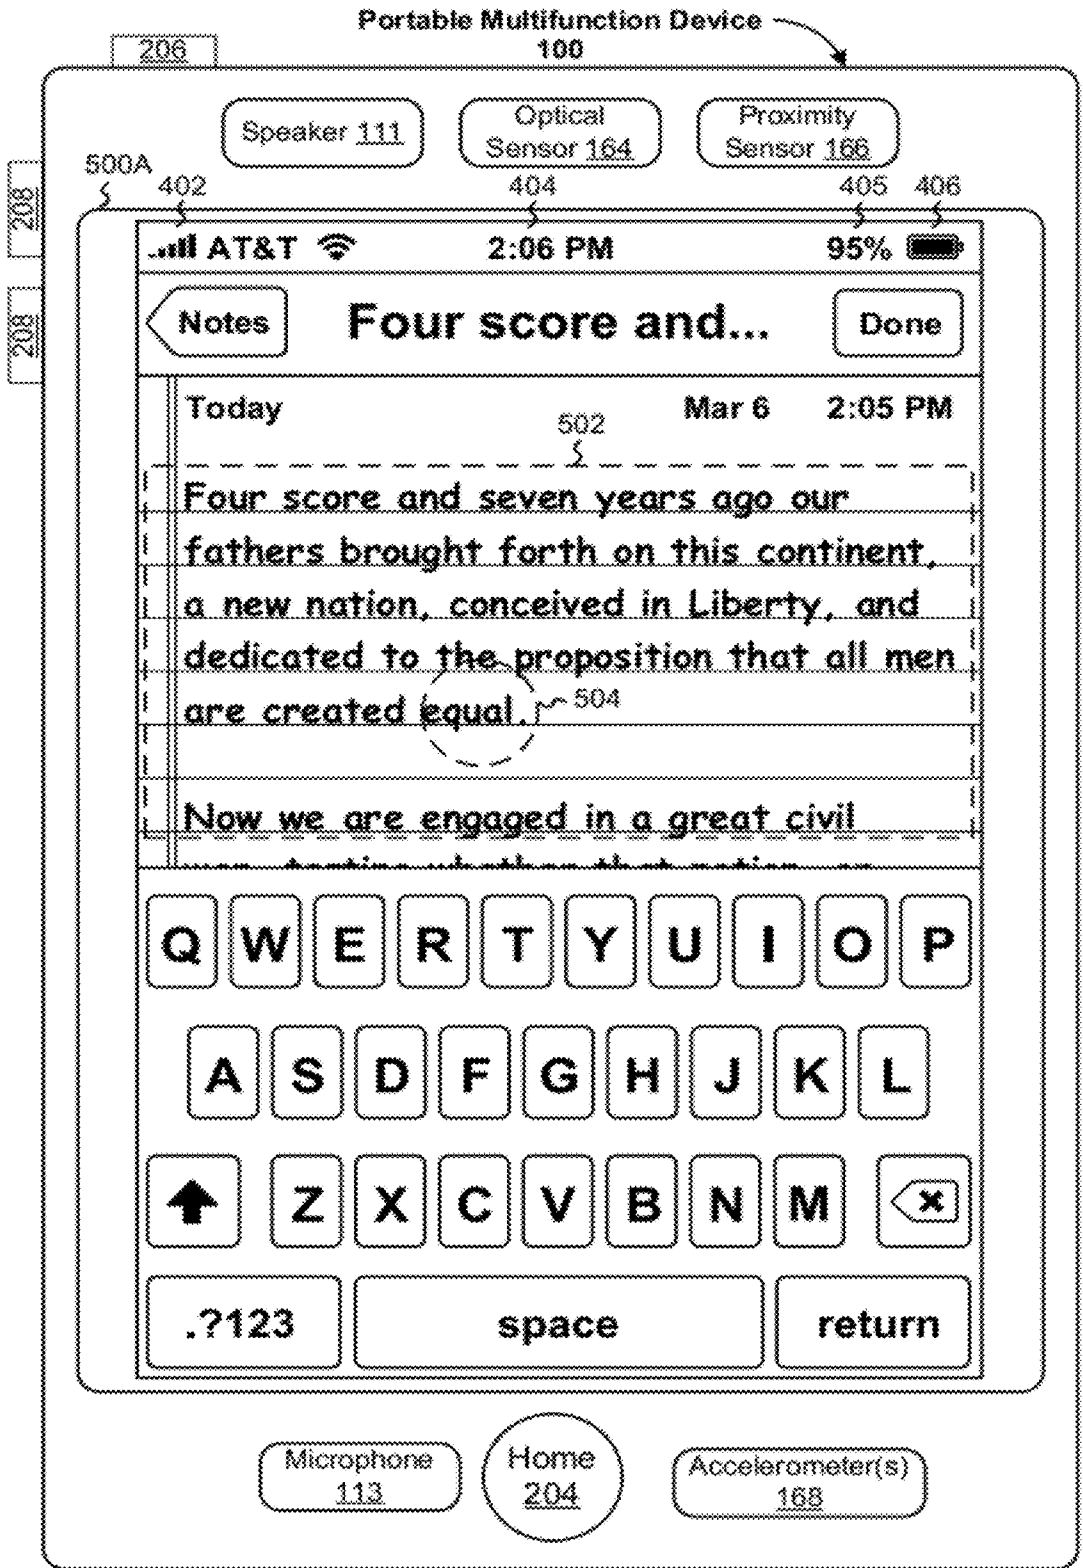 Portable Multifunction Device
100
206
Speaker 111
Optical
Sensor 164
Proximity
Sensor 166
208
208
500A
402
404
405
406
AT&T 2:06 PM 95%
Notes Four score and... Done
Today Mar 6 2:05 PM
502
Four score and seven years ago our
fathers brought forth on this continent,
a new nation, conceived in Liberty, and
dedicated to the proposition that all men
are created equal.
504
Now we are engaged in a great civil
Q W E R T Y U I O P
A S D F G H J K L
Z X C V B N M
.?123 space return
Microphone
113
Home
204
Accelerometer(s)
168